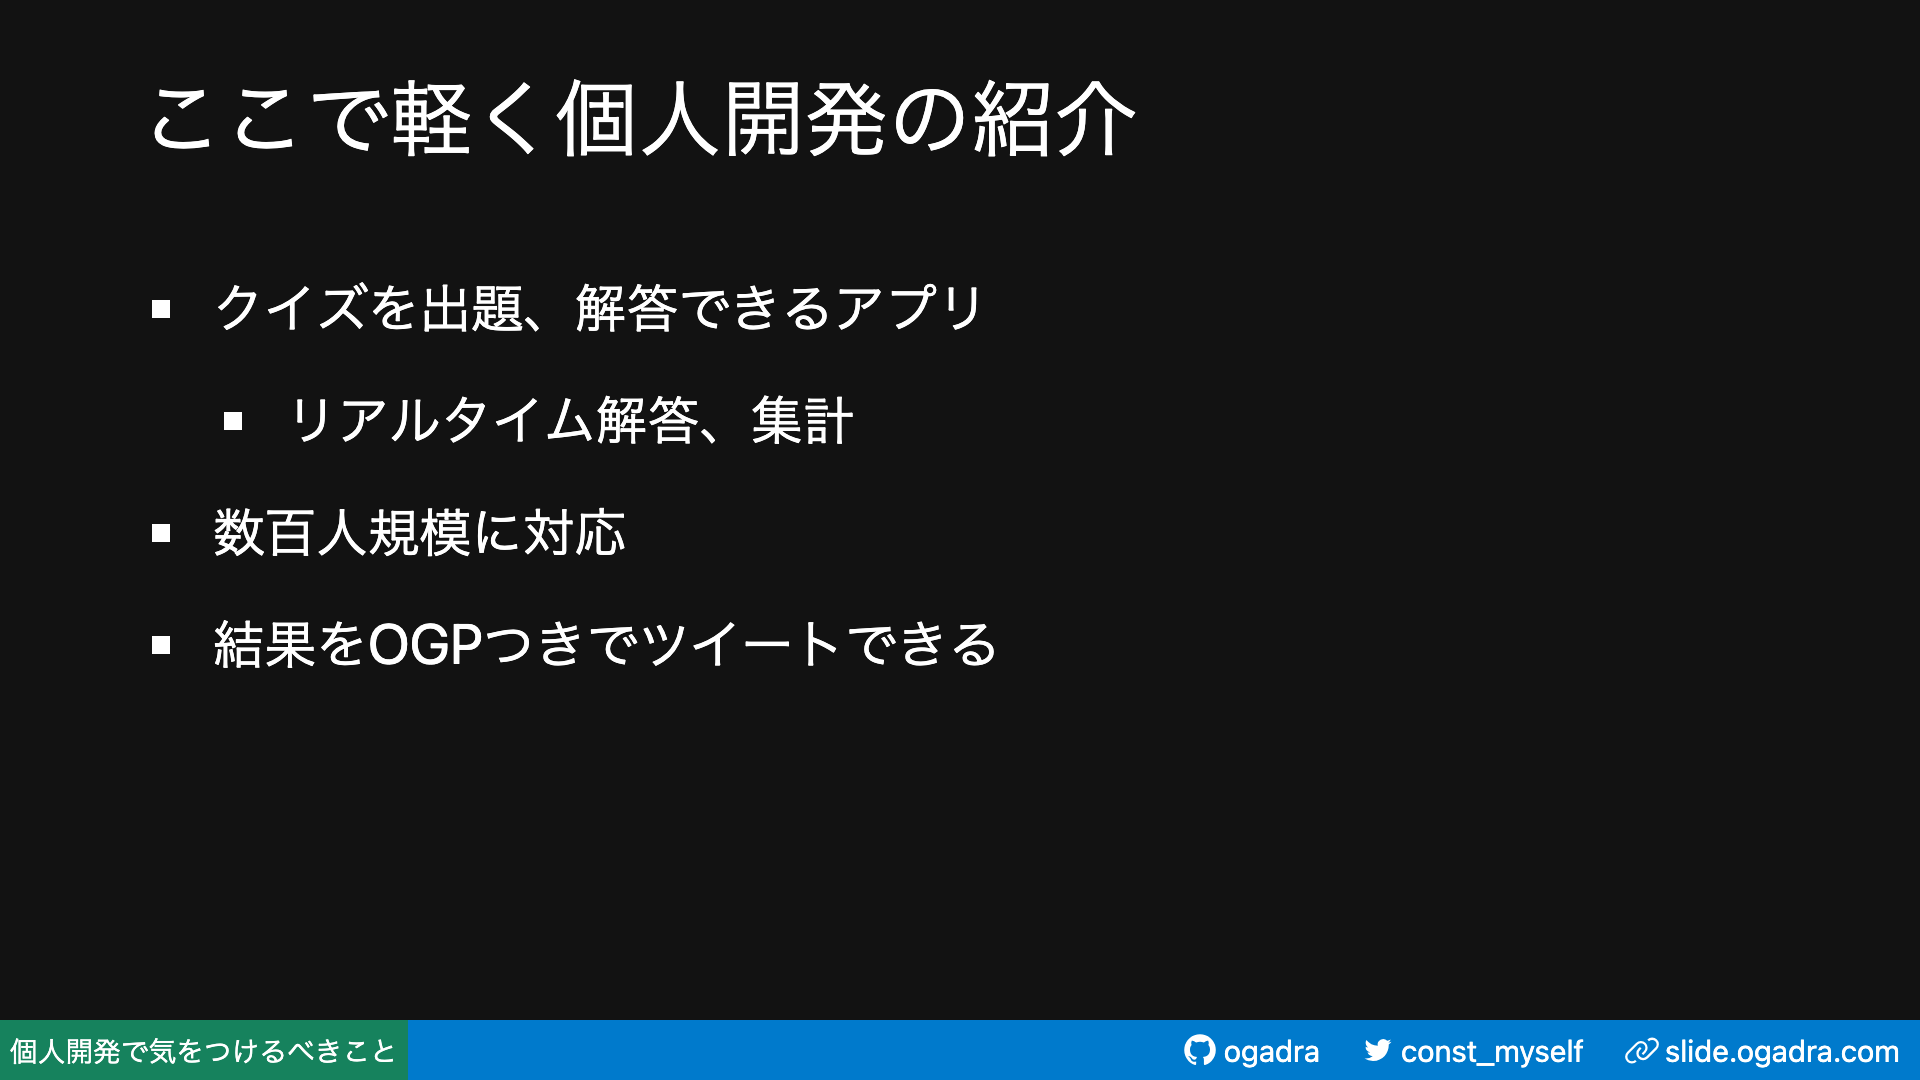 ここで軽く個人開発の紹介
クイズを出題、解答できるアプリ
リアルタイム解答、集計
数百人規模に対応
結果をOGPつきでツイートできる
個人開発で気をつけるべきこと
ogadra const_myself slide.ogadra.com